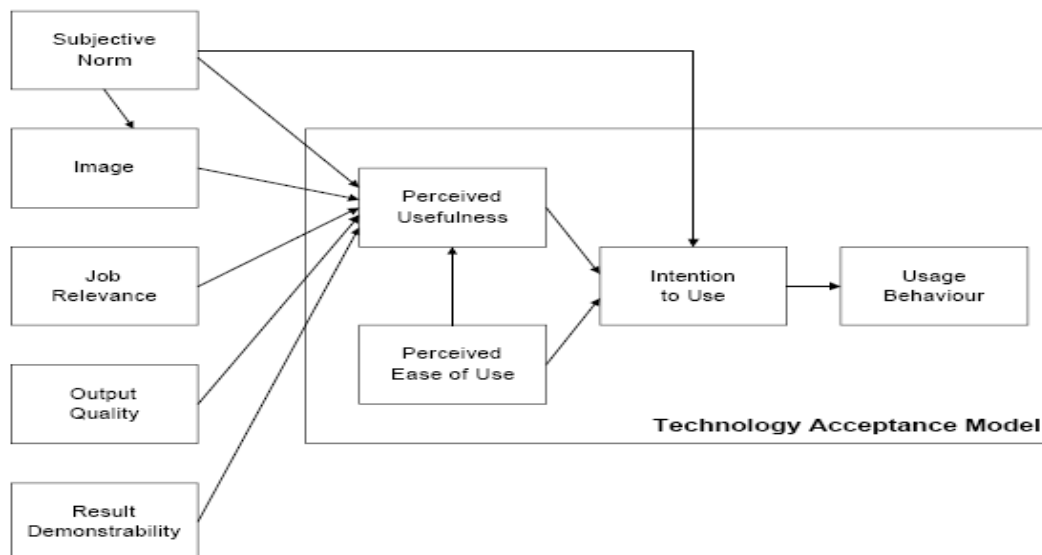 Subjective
Norm
Image
Job
Relevance
Output
Quality
Result
Demonstrability
Perceived
Usefulness
Perceived
Ease of Use
Intention
to Use
Usage
Behaviour
Technology Acceptance Model